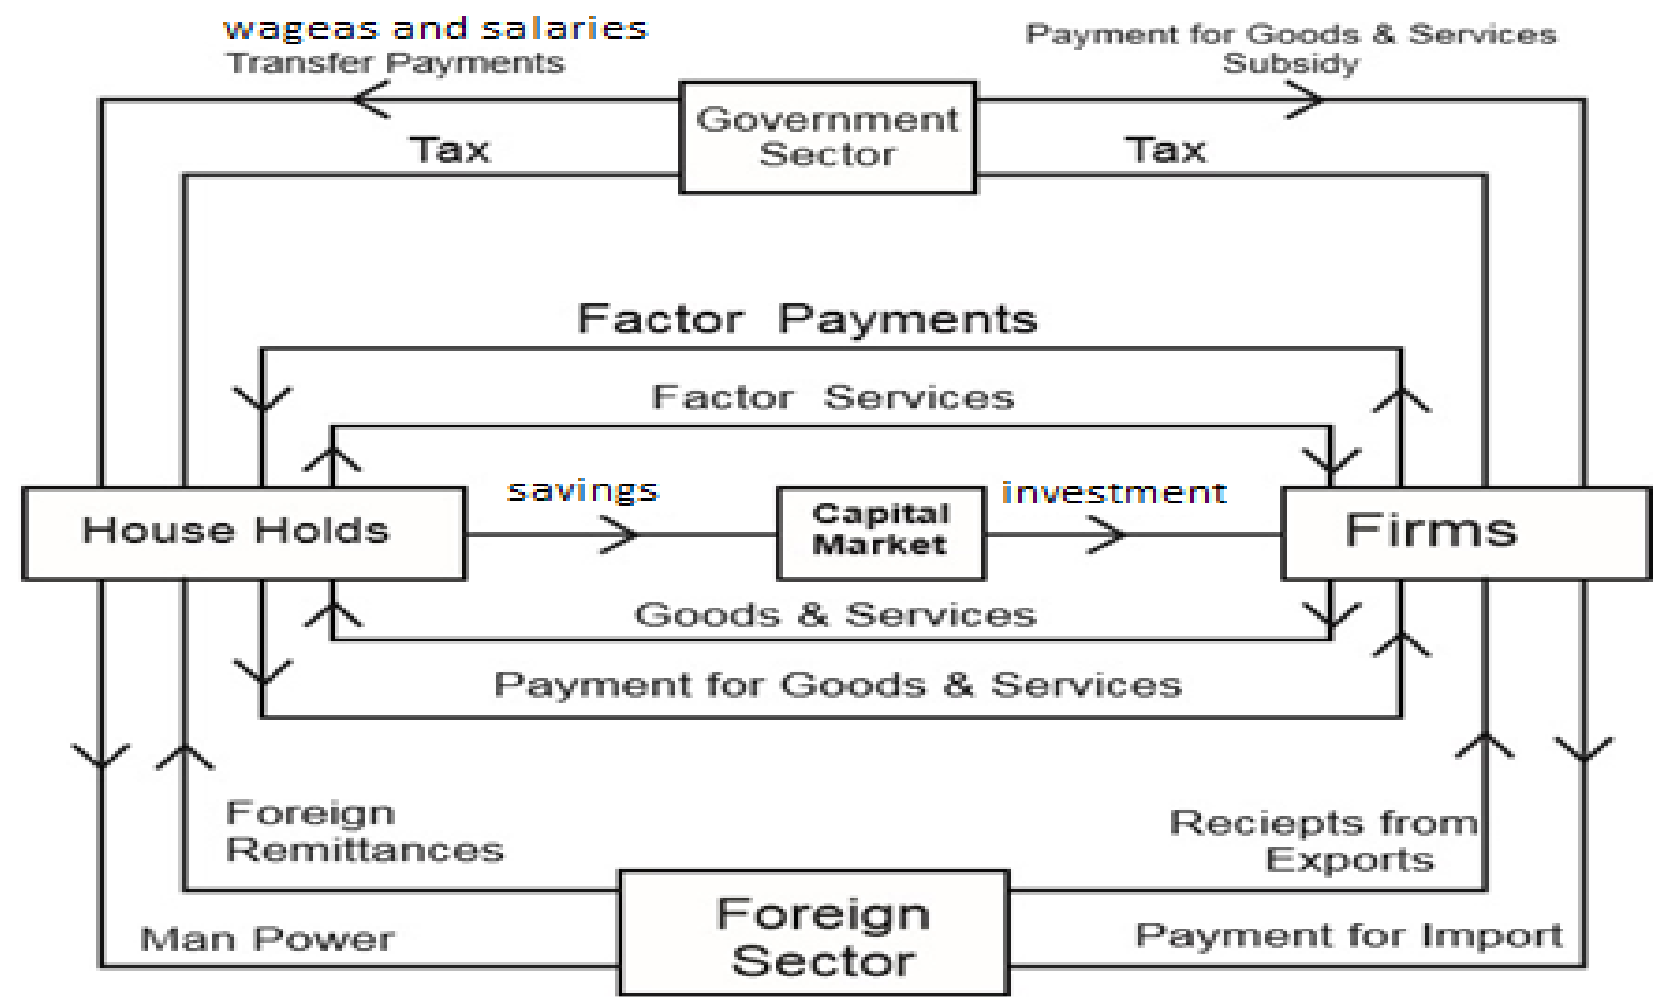 wageas and salaries
Transfer Payments
Payment for Goods & Services
Subsidy
Government
Sector
Tax
Tax
Factor Payments
Factor Services
savings
investment
House Holds
Capital
Market
Firms
Goods & Services
Payment for Goods & Services
Foreign
Remittances
Reciepts from
Exports
Foreign
Sector
Man Power
Payment for Import